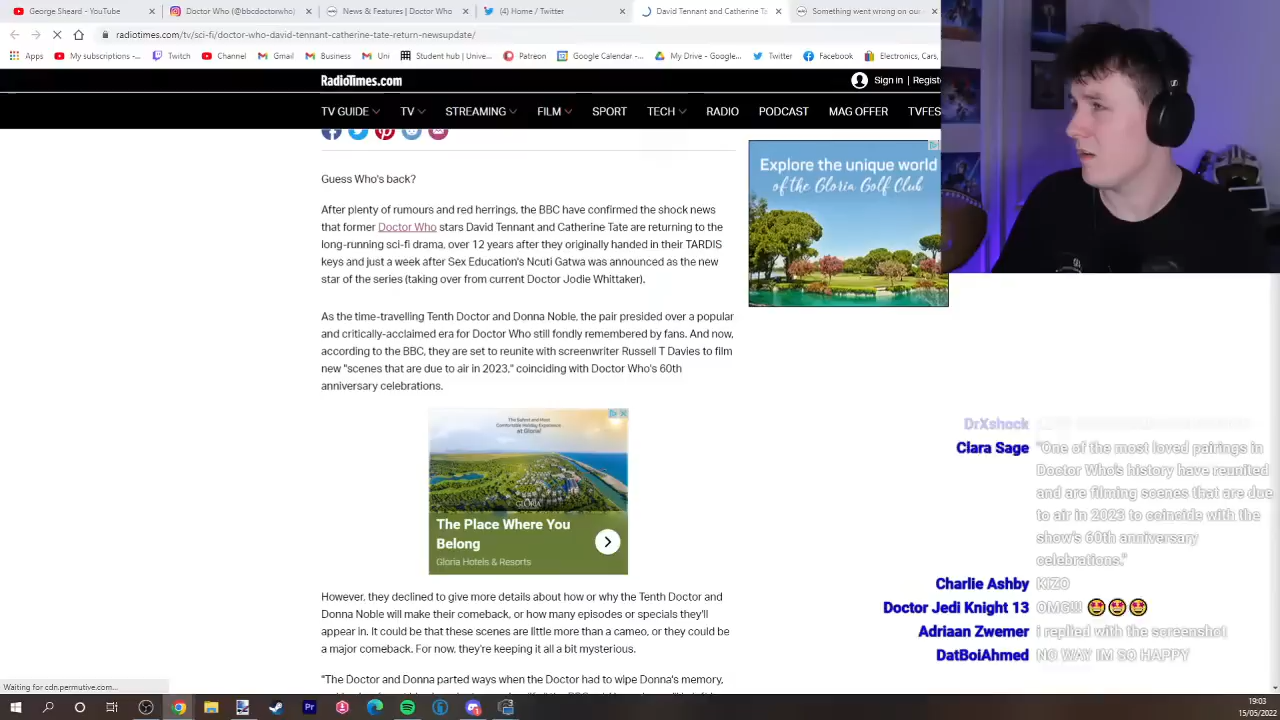 George Sheard - YouTube
Instagram
Doctor Who (@bbcdoctorwho)
News & Features | Doctor Who
(4) Home / Twitter
David Tennant and Catherine Ta
Something went wrong on our
radiotimes.com/tv/sci-fi/doctor-who-david-tennant-catherine-tate-return-newsupdate/
Apps
My subscriptions -...
Twitch
Channel
Gmail
Business
Uni
Student hub | Unive...
Patreon
Google Calendar -...
My Drive - Google...
Twitter
Facebook
Electronics, Cars,
RadioTimes.com
Sign in | Registe
TV GUIDE TV STREAMING FILM SPORT TECH RADIO PODCAST MAG OFFER TVFES
Guess Who's back?
After plenty of rumours and red herrings, the BBC have confirmed the shock news
that former Doctor Who stars David Tennant and Catherine Tate are returning to the
long-running sci-fi drama, over 12 years after they originally handed in their TARDIS
keys and just a week after Sex Education's Ncuti Gatwa was announced as the new
star of the series (taking over from current Doctor Jodie Whittaker).
As the time-travelling Tenth Doctor and Donna Noble, the pair presided over a popular
and critically-acclaimed era for Doctor Who still fondly remembered by fans. And now,
according to the BBC, they are set to reunite with screenwriter Russell T Davies to film
new "scenes that are due to air in 2023," coinciding with Doctor Who's 60th
anniversary celebrations.
The Safest and Most
Comfortable Holiday Experience
at Gloria!
GLORIA
The Place Where You
Belong
Gloria Hotels & Resorts
However, they declined to give more details about how or why the Tenth Doctor and
Donna Noble will make their comeback, or how many episodes or specials they'll
appear in. It could be that these scenes are little more than a cameo, or they could be
a major comeback. For now, they're keeping it all a bit mysterious.
"The Doctor and Donna parted ways when the Doctor had to wipe Donna's memory,
Explore the unique world
of the Gloria Golf Club
DrXshock
Clara Sage "One of the most loved pairings in
Doctor Who's history have reunited
and are filming scenes that are due
to air in 2023 to coincide with the
show's 60th anniversary
celebrations."
Charlie Ashby KIZO
Doctor Jedi Knight 13 OMG!!! 🤩🤩🤩
Adriaan Zwemer i replied with the screenshot
DatBoiAhmed NO WAY IM SO HAPPY
Waiting for cdn.permutive.com...
Pr
19:03
15/05/2022